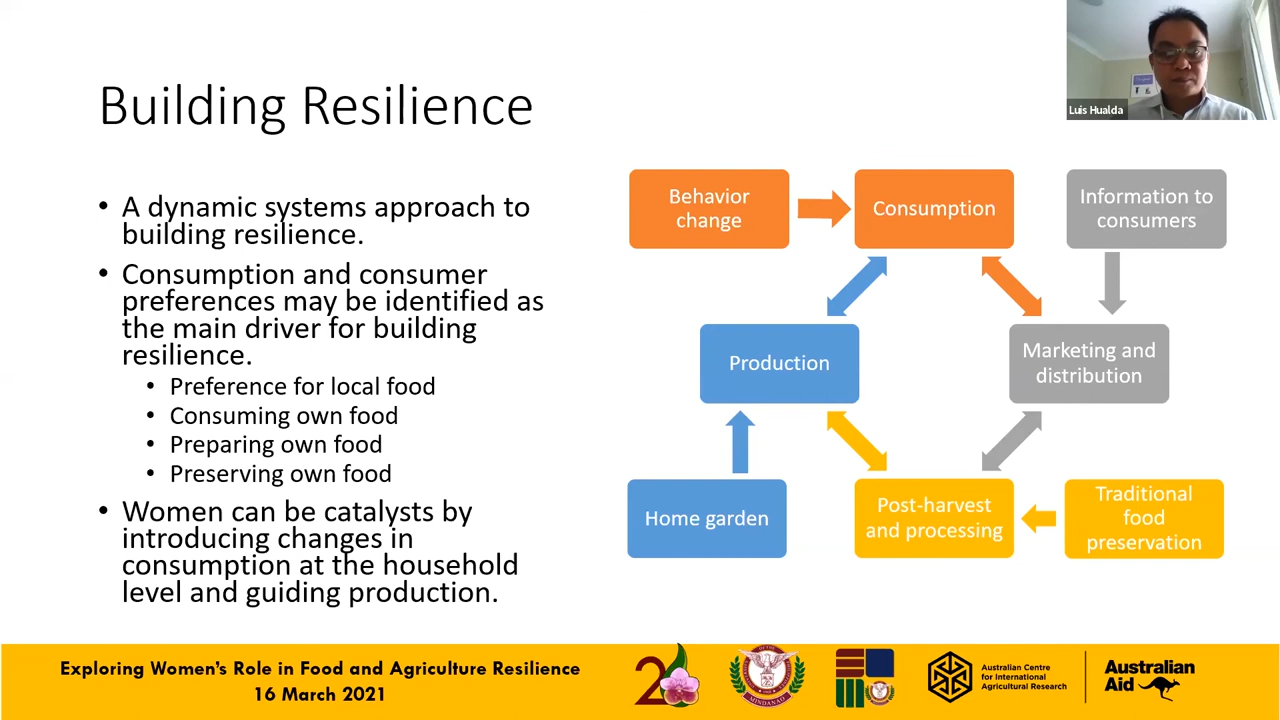 Luis Hualda
Building Resilience
• A dynamic systems approach to
building resilience.
• Consumption and consumer
preferences may be identified as
the main driver for building
resilience.
• Preference for local food
• Consuming own food
• Preparing own food
• Preserving own food
• Women can be catalysts by
introducing changes in
consumption at the household
level and guiding production.
Behavior
change
Consumption
Information to
consumers
Production
Marketing and
distribution
Home garden
Post-harvest
and processing
Traditional
food
preservation
Exploring Women's Role in Food and Agriculture Resilience
16 March 2021
MINDANAO
Australian Centre
for International
Agricultural Research
Australian
Aid